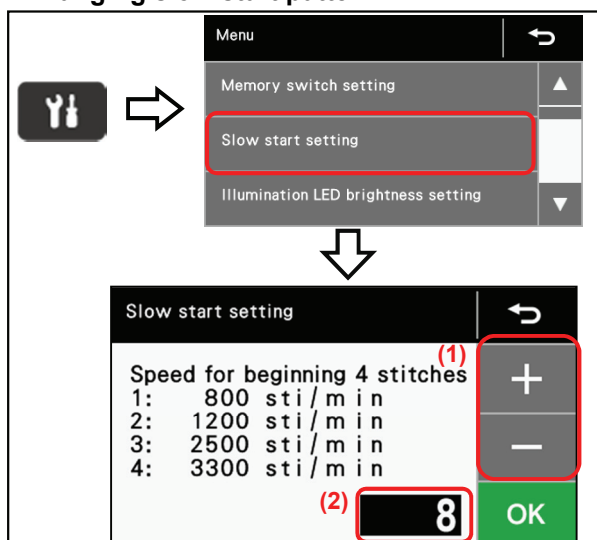 Menu
Memory switch setting
Slow start setting
Illumination LED brightness setting
Slow start setting
(1)
Speed for beginning 4 stitches
1: 800 sti/min
2: 1200 sti/min
3: 2500 sti/min
4: 3300 sti/min
(2)
8
OK